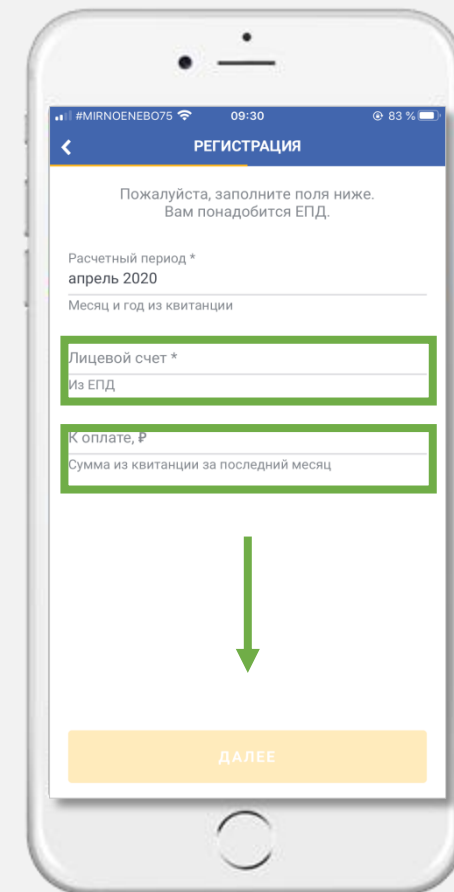 #MIRNOENEBO75 09:30 83 %
РЕГИСТРАЦИЯ
Пожалуйста, заполните поля ниже.
Вам понадобится ЕПД.
Расчетный период *
апрель 2020
Месяц и год из квитанции
Лицевой счет *
Из ЕПД
К оплате, ₽
Сумма из квитанции за последний месяц
ДАЛЕЕ